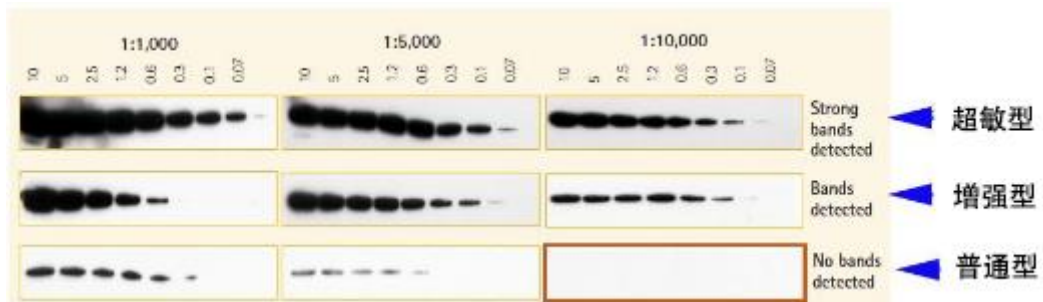 1:1,000 1:5,000 1:10,000
10 5 2.5 1.2 0.6 0.3 0.1 0.07 10 5 2.5 1.2 0.6 0.3 0.1 0.07 10 5 2.5 1.2 0.6 0.3 0.1 0.07
Strong
bands
detected
超敏型
Bands
detected
增强型
No bands
detected
普通型